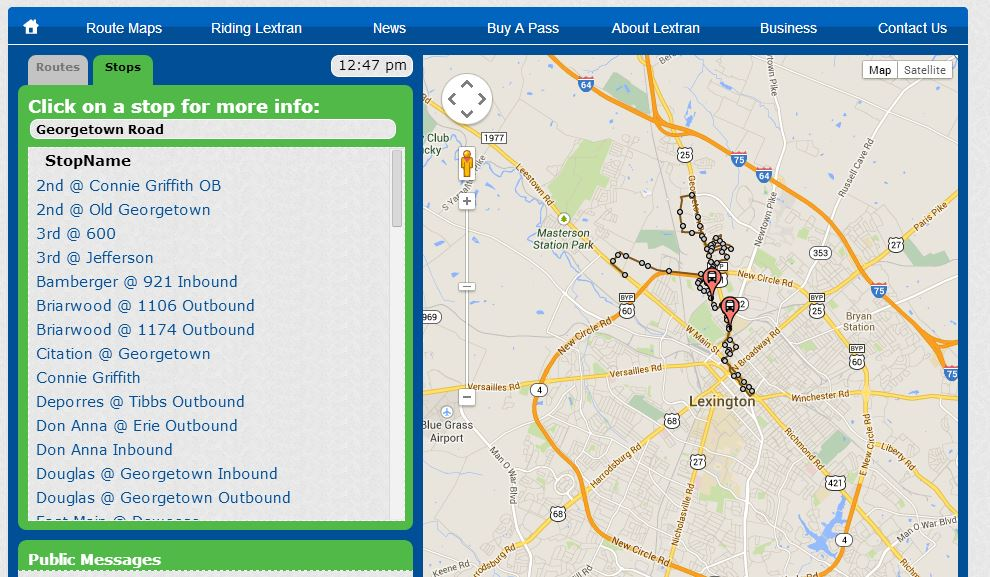 Route Maps
Riding Lextran
News
Buy A Pass
About Lextran
Business
Contact Us
Routes
Stops
12:47 pm
Click on a stop for more info:
Georgetown Road
StopName
2nd @ Connie Griffith OB
2nd @ Old Georgetown
3rd @ 600
3rd @ Jefferson
Bamberger @ 921 Inbound
Briarwood @ 1106 Outbound
Briarwood @ 1174 Outbound
Citation @ Georgetown
Connie Griffith
Deporres @ Tibbs Outbound
Don Anna @ Erie Outbound
Don Anna Inbound
Douglas @ Georgetown Inbound
Douglas @ Georgetown Outbound
Public Messages
Map
Satellite
64
1977
25
75
64
Newtown Pike
Russell Cave Rd
Paris Pike
Leestown Rd
Masterson
Station Park
353
27
New Circle Rd
75
BYP
60
BYP
25
Bryan
Station
969
New Circle Rd
W Main St
N Broadway Rd
BYP
60
75
Versailles Rd
Versailles Rd
4
Lexington
Winchester Rd
Blue Grass
Airport
68
Richmond Rd
E New Circle Rd
Liberty Rd
Man O War Blvd
Harrodsburg Rd
27
421
68
Nicholasville Rd
Man O War Blvd
4
New Circle Rd
Keene Rd